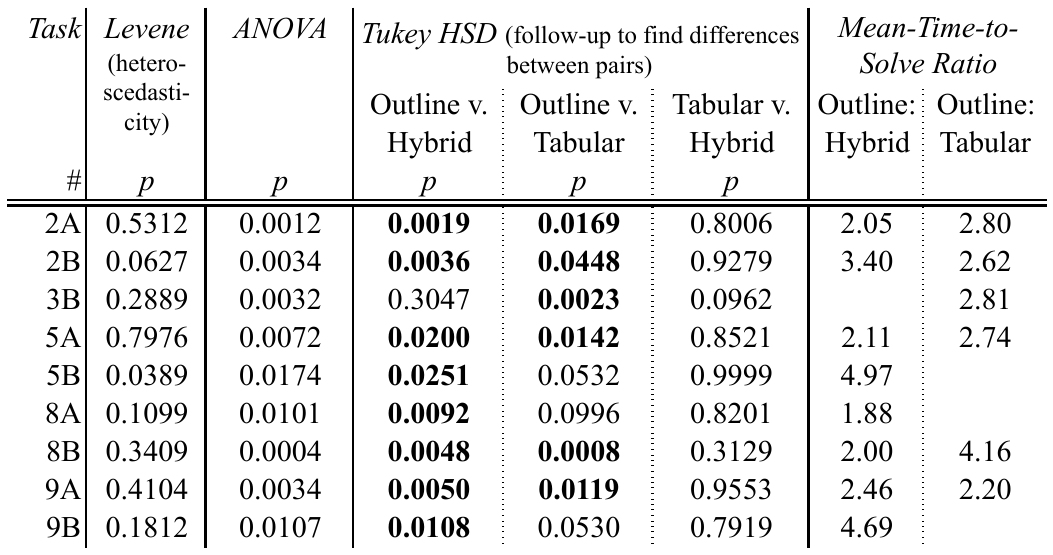 Task Levene ANOVA Tukey HSD (follow-up to find differences between pairs) Mean-Time-to-Solve Ratio
(hetero-
scedasti-
city)
Outline v. Hybrid Outline v. Tabular Tabular v. Hybrid Outline: Hybrid Outline: Tabular
# p p p p p
2A 0.5312 0.0012 0.0019 0.0169 0.8006 2.05 2.80
2B 0.0627 0.0034 0.0036 0.0448 0.9279 3.40 2.62
3B 0.2889 0.0032 0.3047 0.0023 0.0962 2.81
5A 0.7976 0.0072 0.0200 0.0142 0.8521 2.11 2.74
5B 0.0389 0.0174 0.0251 0.0532 0.9999 4.97
8A 0.1099 0.0101 0.0092 0.0996 0.8201 1.88
8B 0.3409 0.0004 0.0048 0.0008 0.3129 2.00 4.16
9A 0.4104 0.0034 0.0050 0.0119 0.9553 2.46 2.20
9B 0.1812 0.0107 0.0108 0.0530 0.7919 4.69